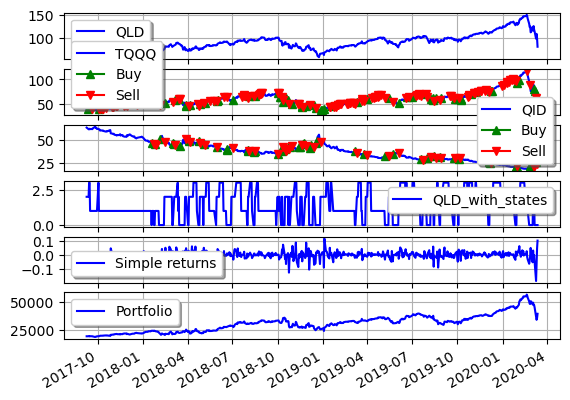 150
100
QLD
TQQQ
Buy
Sell
100
50
QID
Buy
Sell
50
25
2.5
0.0
QLD_with_states
0.1
0.0
−0.1
Simple returns
50000
25000
Portfolio
2017-10
2018-01
2018-04
2018-07
2018-10
2019-01
2019-04
2019-07
2019-10
2020-01
2020-04